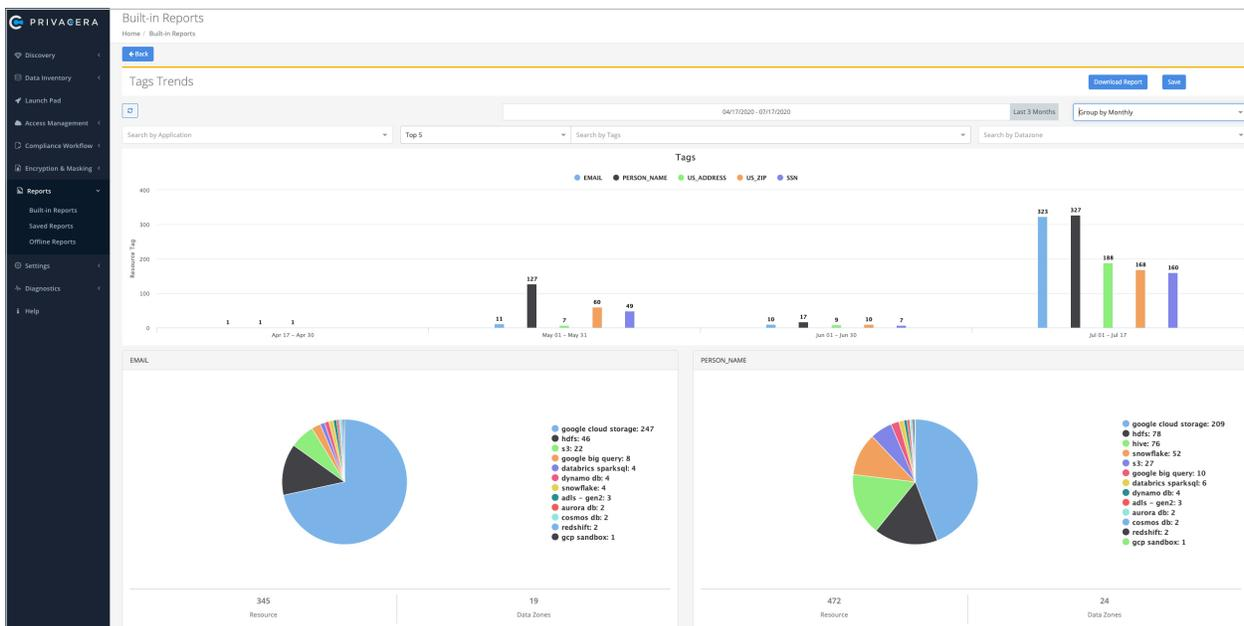 PRIVACERA
Built-in Reports
Home / Built-in Reports
Back
Discovery
Data Inventory
Launch Pad
Access Management
Compliance Workflow
Encryption & Masking
Reports
Built-in Reports
Saved Reports
Offline Reports
Settings
Diagnostics
Help
Tags Trends
Download Report
Save
04/17/2020 - 07/17/2020
Last 3 Months
Group by Monthly
Search by Application
Top 5
Search by Tags
Search by Datazone
Tags
EMAIL PERSON_NAME US_ADDRESS US_ZIP SSN
Resource Tag
400
300
200
100
0
1 1 1
11 127 7 60 49
10 17 9 10 7
323 327 188 168 160
Apr 17 – Apr 30
May 01 – May 31
Jun 01 – Jun 30
Jul 01 – Jul 17
EMAIL
google cloud storage: 247
hdfs: 46
s3: 22
google big query: 8
databrics sparksql: 4
dynamo db: 4
snowflake: 4
adls – gen2: 3
aurora db: 2
cosmos db: 2
redshift: 2
gcp sandbox: 1
345
Resource
19
Data Zones
PERSON_NAME
google cloud storage: 209
hdfs: 78
hive: 76
snowflake: 52
s3: 27
google big query: 10
databrics sparksql: 6
dynamo db: 4
adls – gen2: 3
aurora db: 2
cosmos db: 2
redshift: 2
gcp sandbox: 1
472
Resource
24
Data Zones